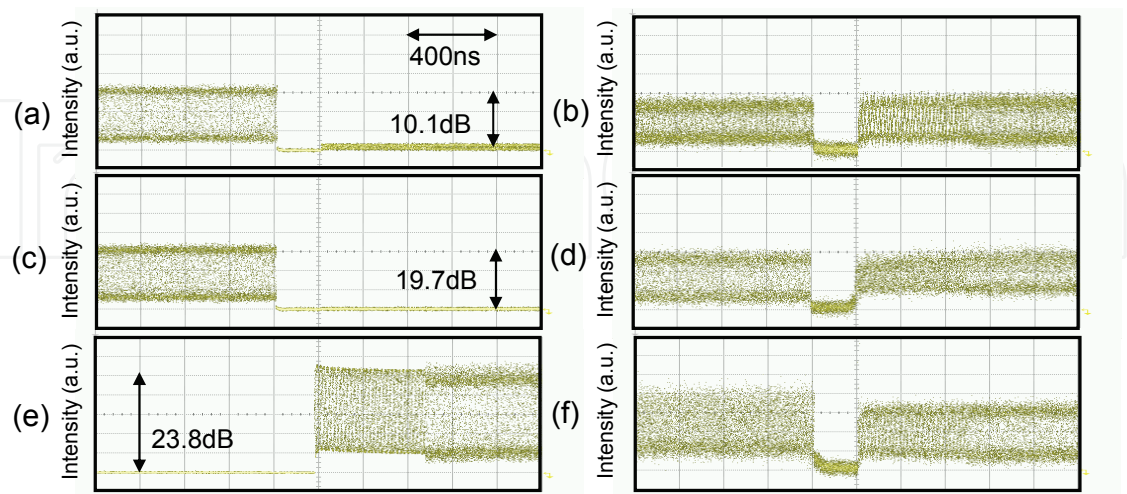 (a)
Intensity (a.u.)
400ns
10.1dB
(b)
Intensity (a.u.)
(c)
Intensity (a.u.)
19.7dB
(d)
Intensity (a.u.)
(e)
Intensity (a.u.)
23.8dB
(f)
Intensity (a.u.)